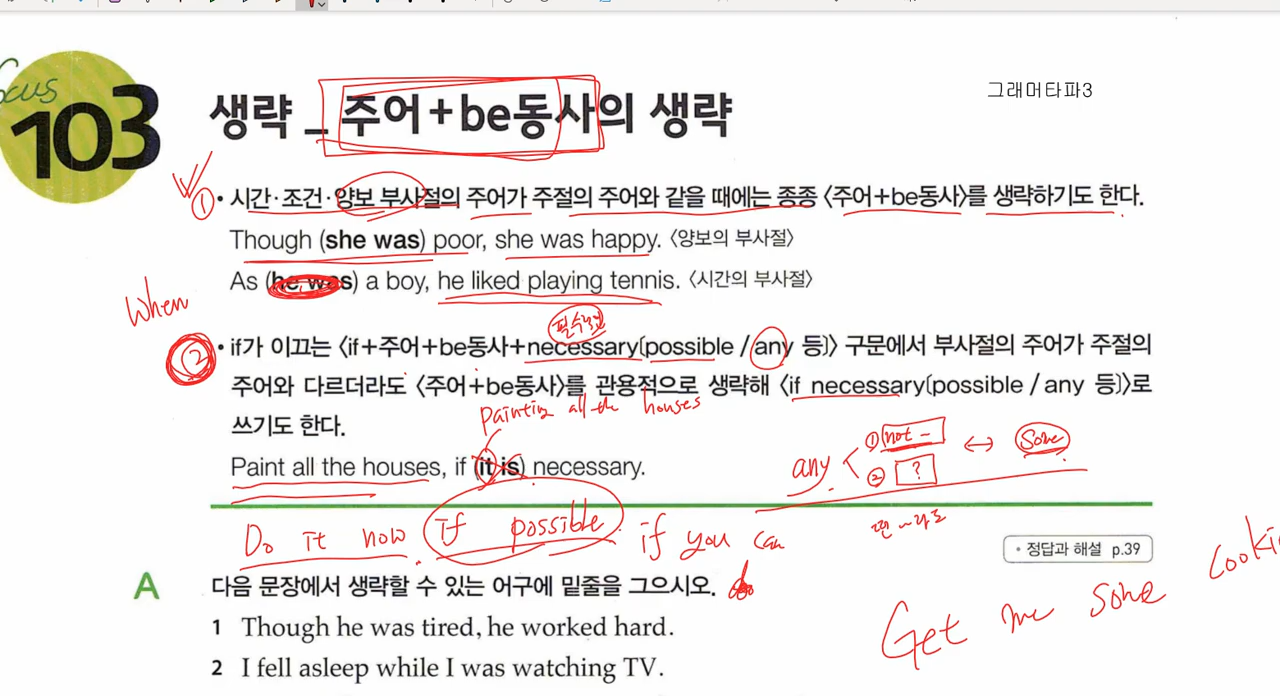 Focus
103
생략 _ 주어+be동사의 생략
그래머타파3
① • 시간·조건·양보 부사절의 주어가 주절의 주어와 같을 때에는 종종 〈주어+be동사〉를 생략하기도 한다.
Though (she was) poor, she was happy. 〈양보의 부사절〉
As (he was) a boy, he liked playing tennis. 〈시간의 부사절〉
When
② • if가 이끄는 〈if+주어+be동사+necessary(possible / any 등)〉 구문에서 부사절의 주어가 주절의
주어와 다르더라도 〈주어+be동사〉를 관용적으로 생략해 〈if necessary(possible / any 등)〉로
쓰기도 한다.
painting all the houses
Paint all the houses, if (it is) necessary.
any < ① not _ ↔ some
② ?
Do it now if possible. if you can
• 정답과 해설 p.39
Get me some
A 다음 문장에서 생략할 수 있는 어구에 밑줄을 그으시오.
1 Though he was tired, he worked hard.
2 I fell asleep while I was watching TV.